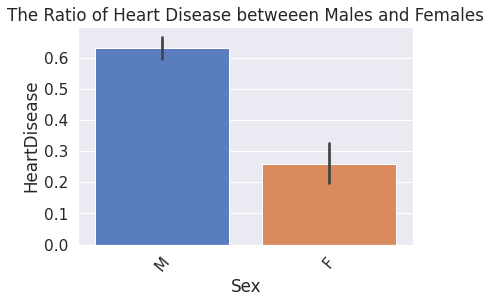 The Ratio of Heart Disease betweeen Males and Females
HeartDisease
0.6
0.5
0.4
0.3
0.2
0.1
0.0
M
F
Sex